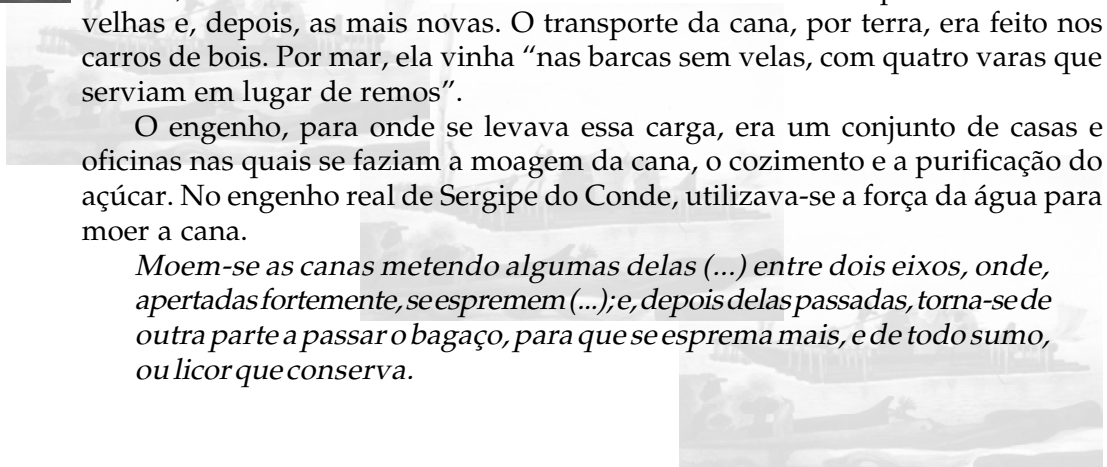 velhas e, depois, as mais novas. O transporte da cana, por terra, era feito nos
carros de bois. Por mar, ela vinha “nas barcas sem velas, com quatro varas que
serviam em lugar de remos”.
O engenho, para onde se levava essa carga, era um conjunto de casas e
oficinas nas quais se faziam a moagem da cana, o cozimento e a purificação do
açúcar. No engenho real de Sergipe do Conde, utilizava-se a força da água para
moer a cana.
Moem-se as canas metendo algumas delas (...) entre dois eixos, onde,
apertadas fortemente, se espremem (...); e, depois delas passadas, torna-se de
outra parte a passar o bagaço, para que se esprema mais, e de todo sumo,
ou licor que conserva.